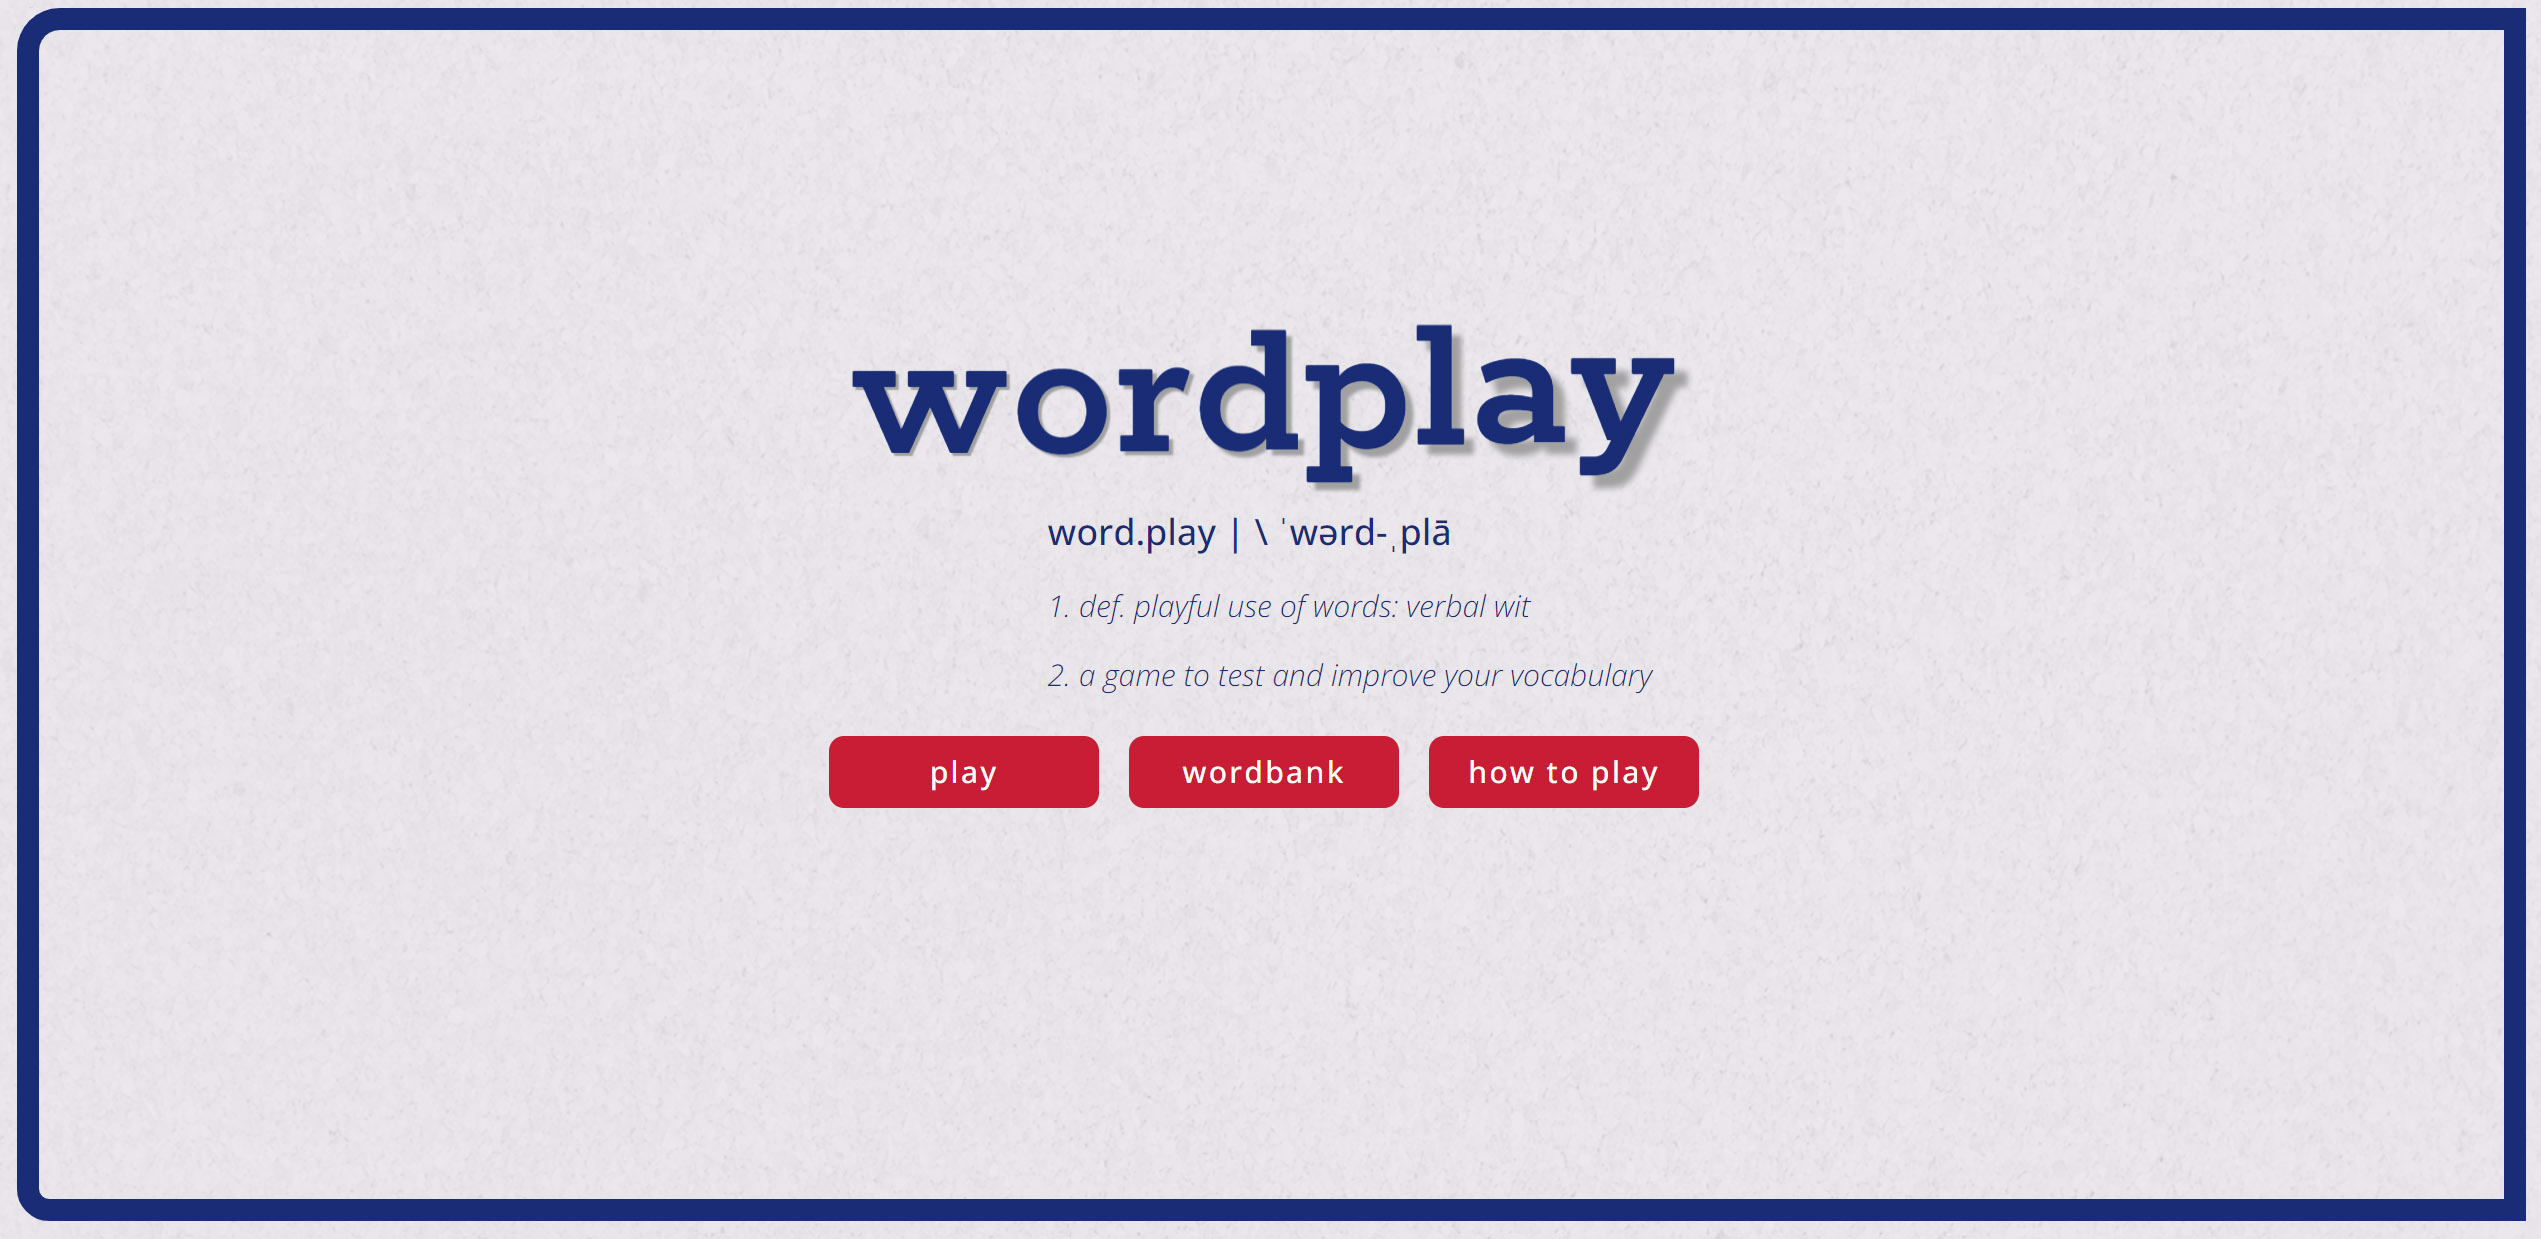 wordplay
word.play | \ ˈwərd-ˌplā
1. def. playful use of words: verbal wit
2. a game to test and improve your vocabulary
play wordbank how to play